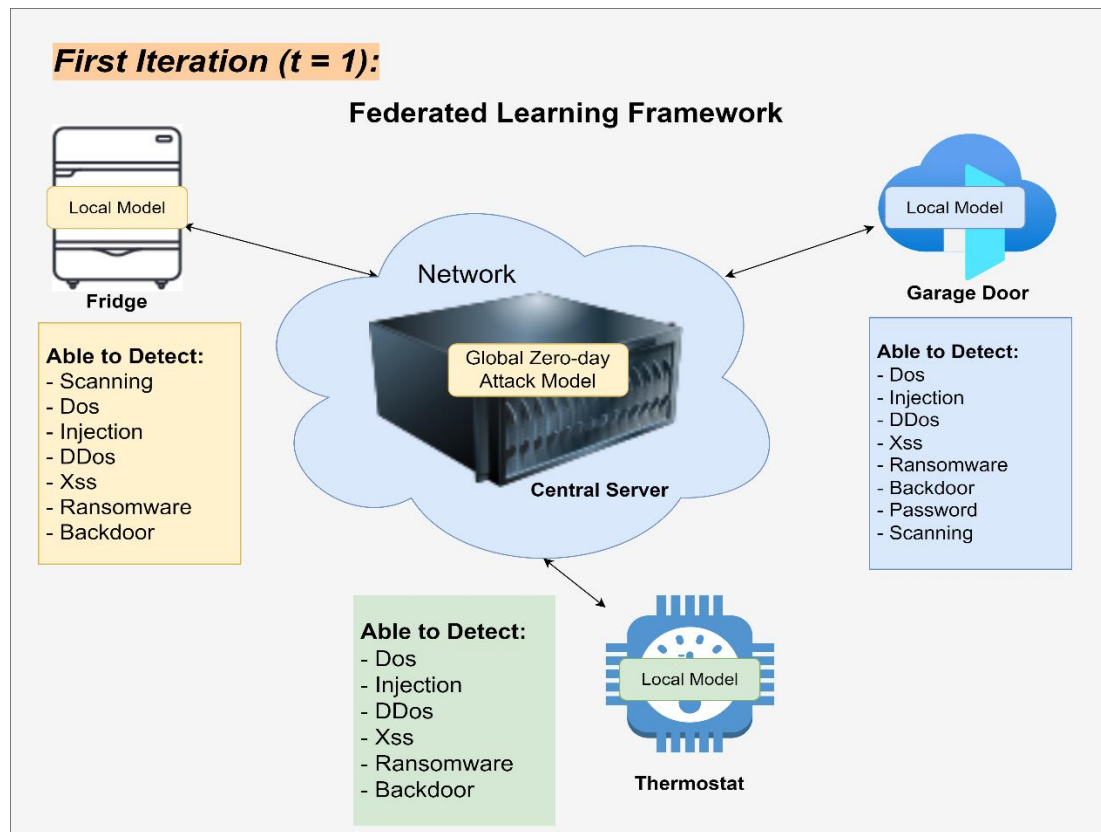 First Iteration (t = 1):
Federated Learning Framework
Local Model
Fridge
Able to Detect:
- Scanning
- Dos
- Injection
- DDos
- Xss
- Ransomware
- Backdoor
Network
Global Zero-day
Attack Model
Central Server
Local Model
Garage Door
Able to Detect:
- Dos
- Injection
- DDos
- Xss
- Ransomware
- Backdoor
- Password
- Scanning
Able to Detect:
- Dos
- Injection
- DDos
- Xss
- Ransomware
- Backdoor
Local Model
Thermostat